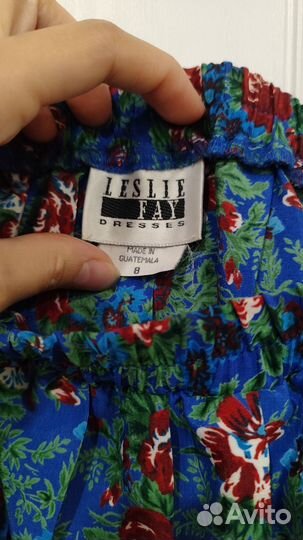 LESLIE
FAY
DRESSES
MADE IN
GUATEMALA
8
Avito